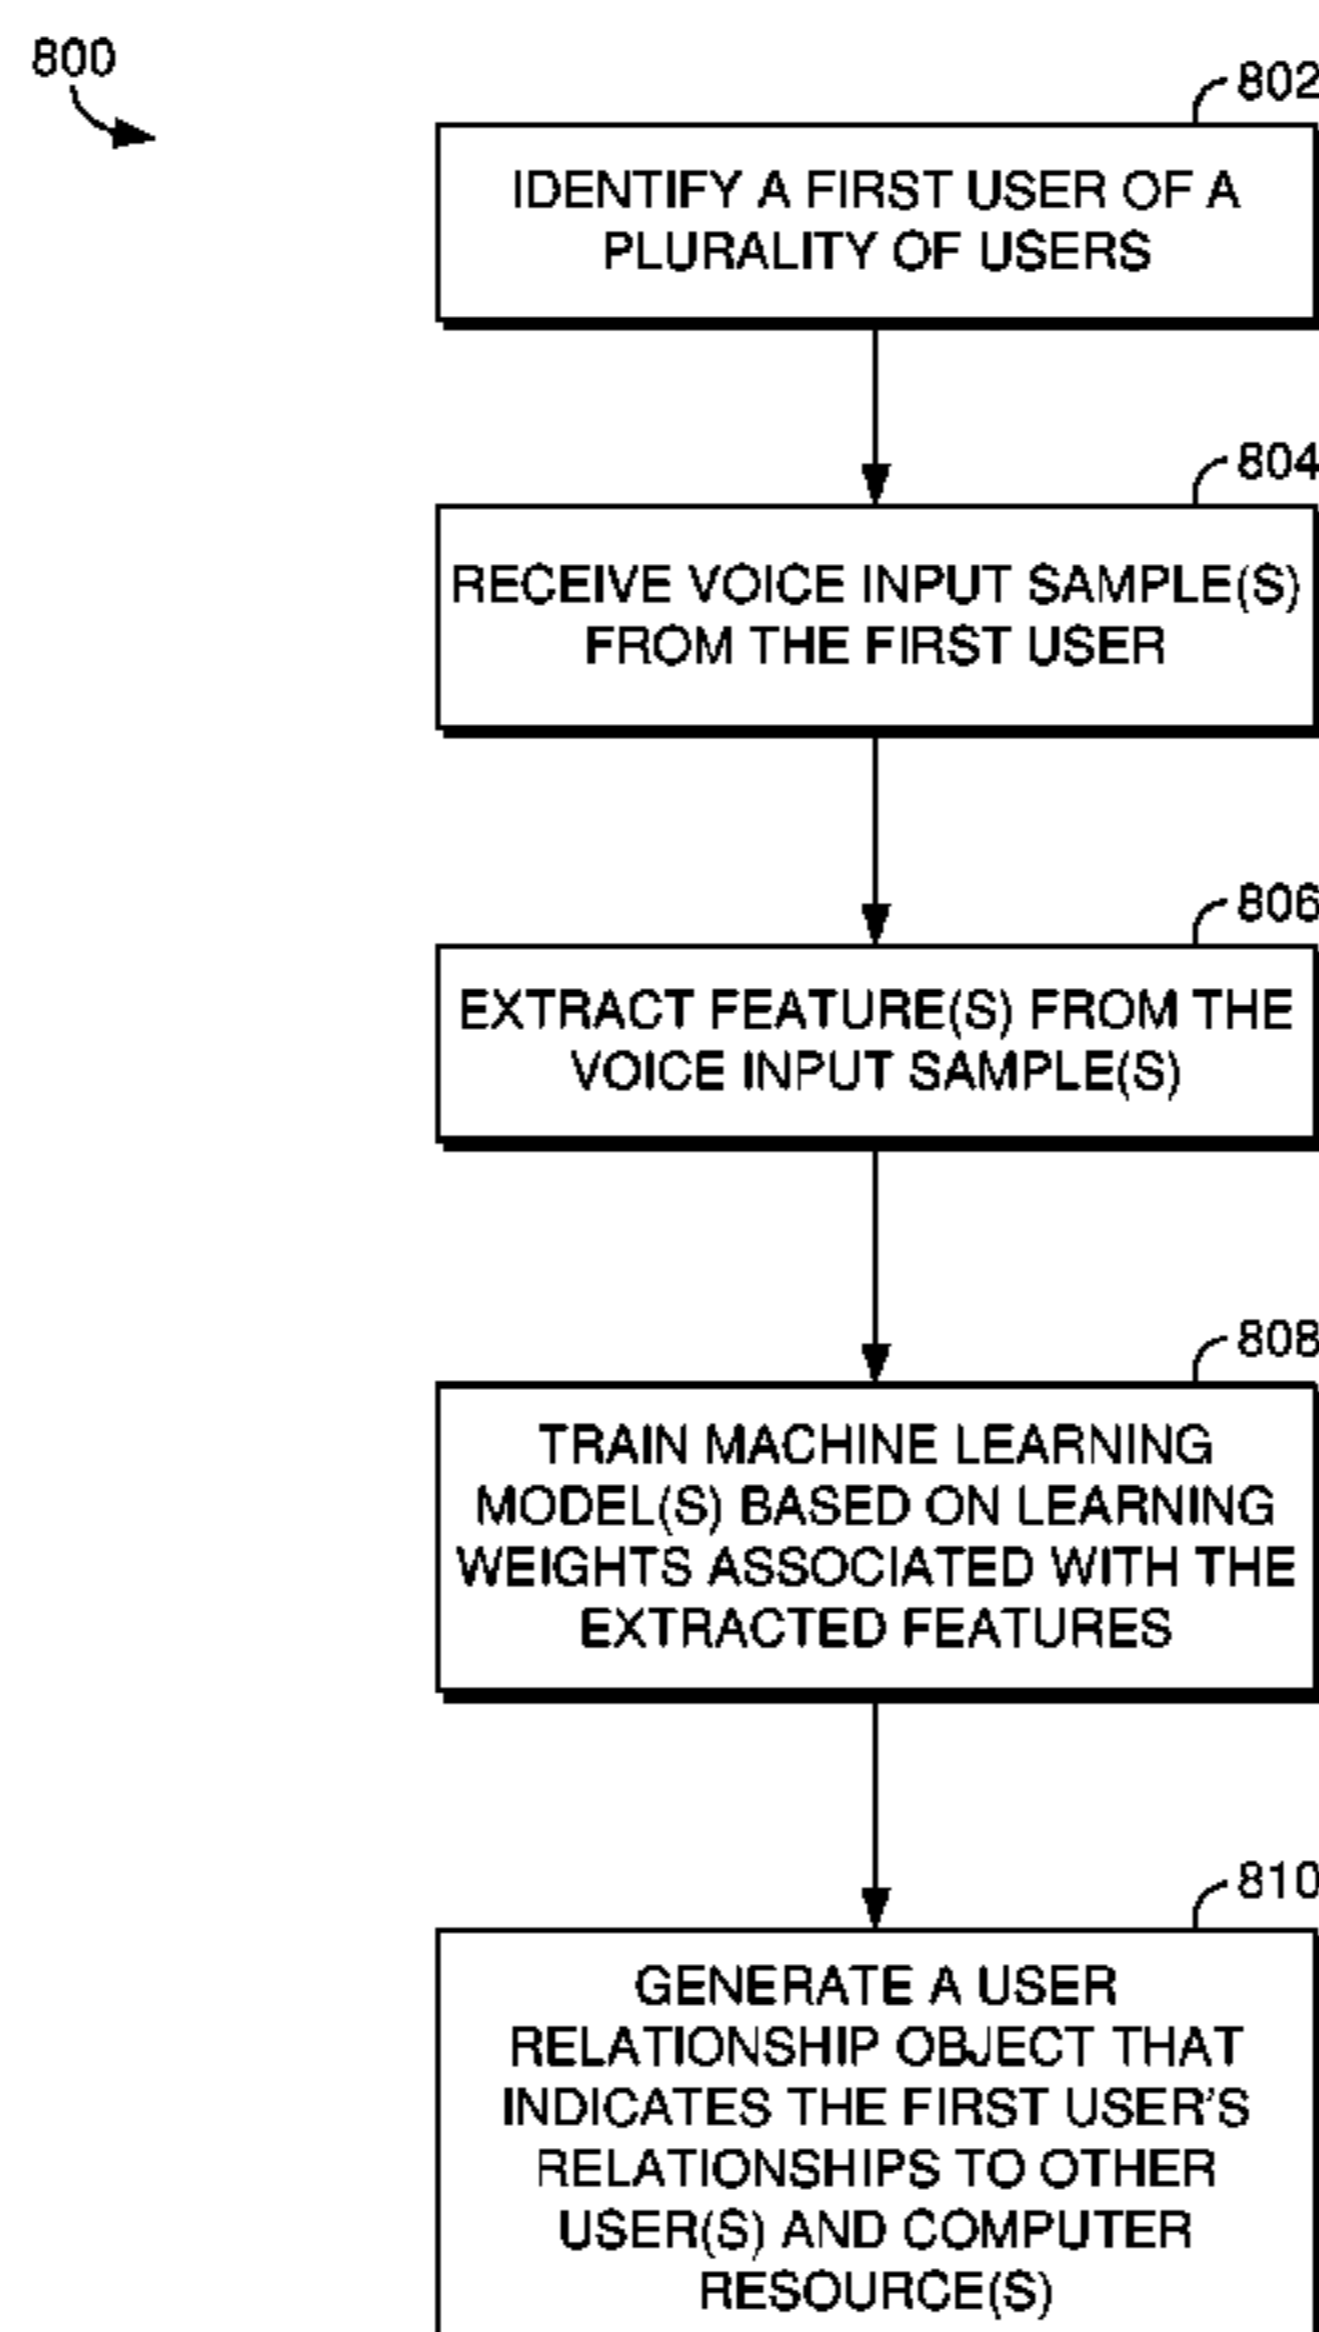 800
802
IDENTIFY A FIRST USER OF A
PLURALITY OF USERS
804
RECEIVE VOICE INPUT SAMPLE(S)
FROM THE FIRST USER
806
EXTRACT FEATURE(S) FROM THE
VOICE INPUT SAMPLE(S)
808
TRAIN MACHINE LEARNING
MODEL(S) BASED ON LEARNING
WEIGHTS ASSOCIATED WITH THE
EXTRACTED FEATURES
810
GENERATE A USER
RELATIONSHIP OBJECT THAT
INDICATES THE FIRST USER'S
RELATIONSHIPS TO OTHER
USER(S) AND COMPUTER
RESOURCE(S)